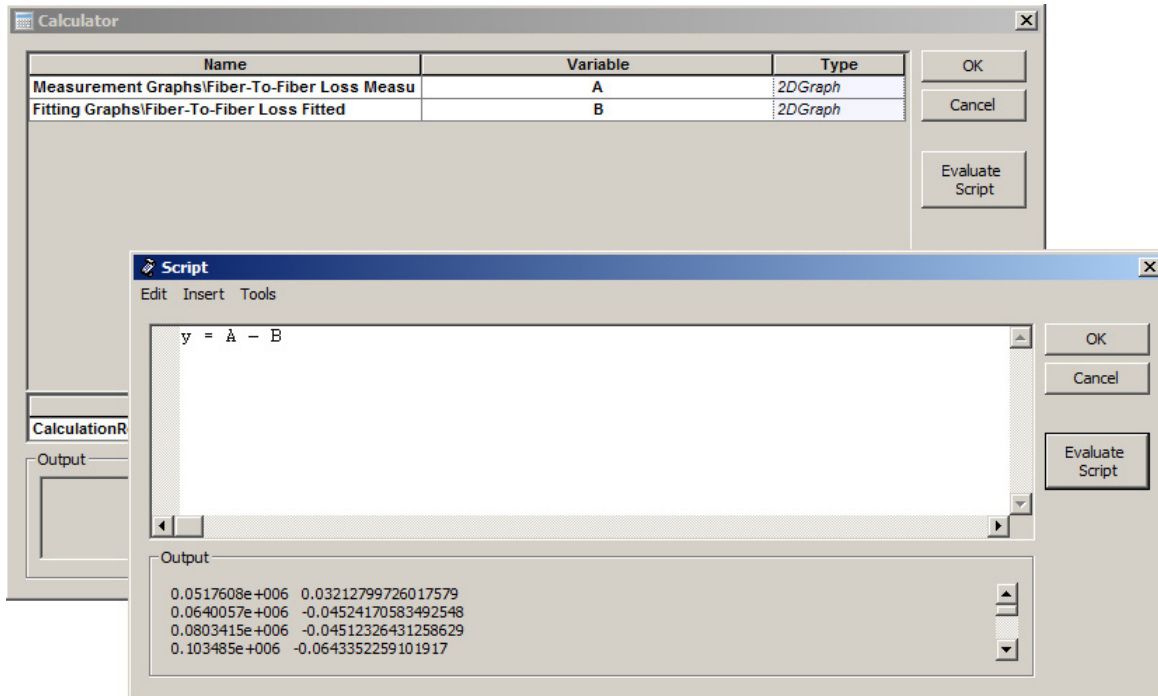 Calculator
Name Variable Type
Measurement Graphs\Fiber-To-Fiber Loss Measu A 2DGraph
Fitting Graphs\Fiber-To-Fiber Loss Fitted B 2DGraph
OK
Cancel
Evaluate
Script
CalculationR
Output
Script
Edit Insert Tools
y = A - B
OK
Cancel
Evaluate
Script
Output
0.0517608e+006 0.03212799726017579
0.0640057e+006 -0.04524170583492548
0.0803415e+006 -0.04512326431258629
0.103485e+006 -0.0643352259101917